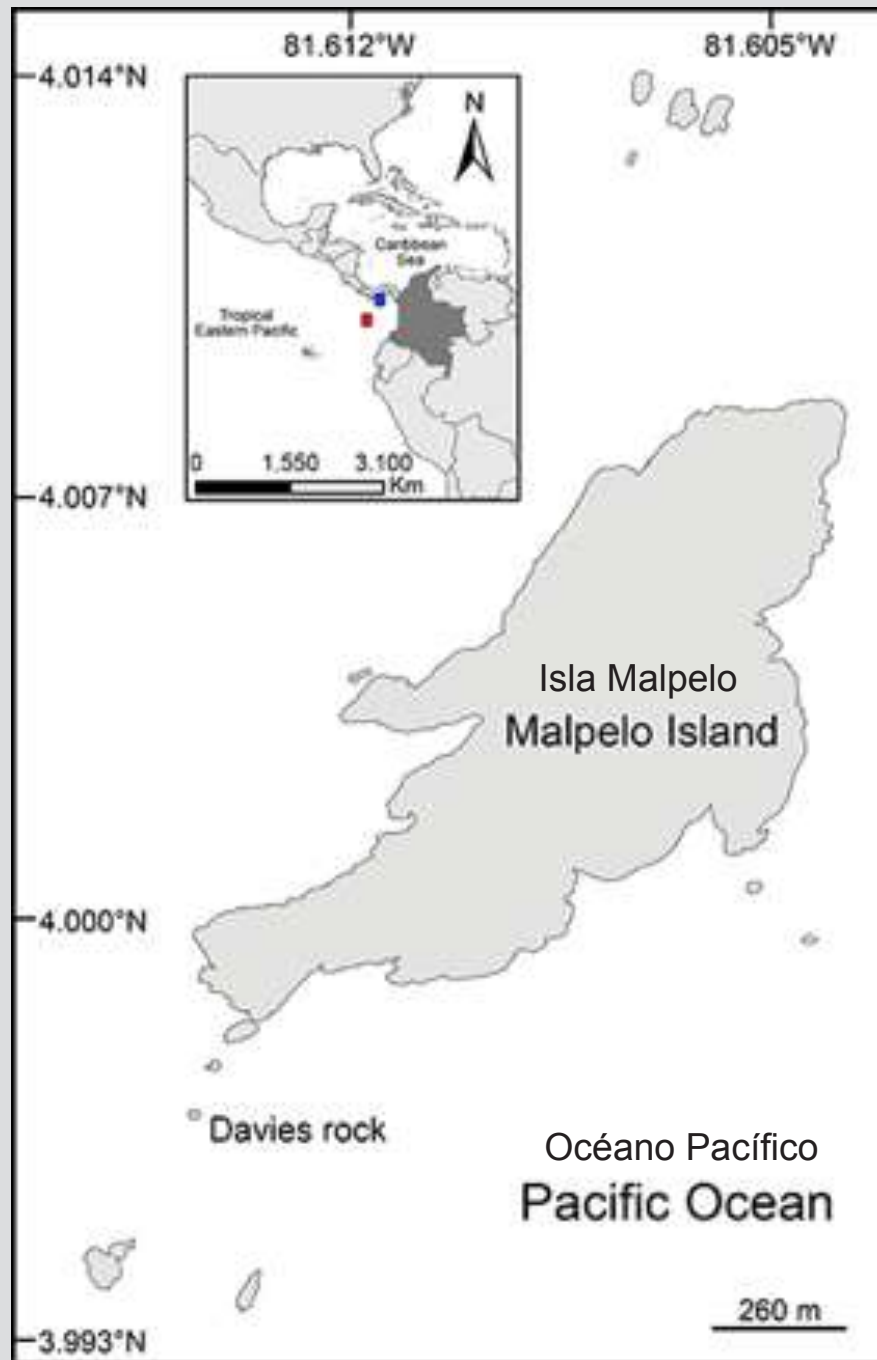 81.612°W
81.605°W
4.014°N
N
Caribbean
Sea
Tropical
Eastern Pacific
0
1.550
3.100
Km
4.007°N
Isla Malpelo
Malpelo Island
4.000°N
Davies rock
Océano Pacífico
Pacific Ocean
260 m
3.993°N